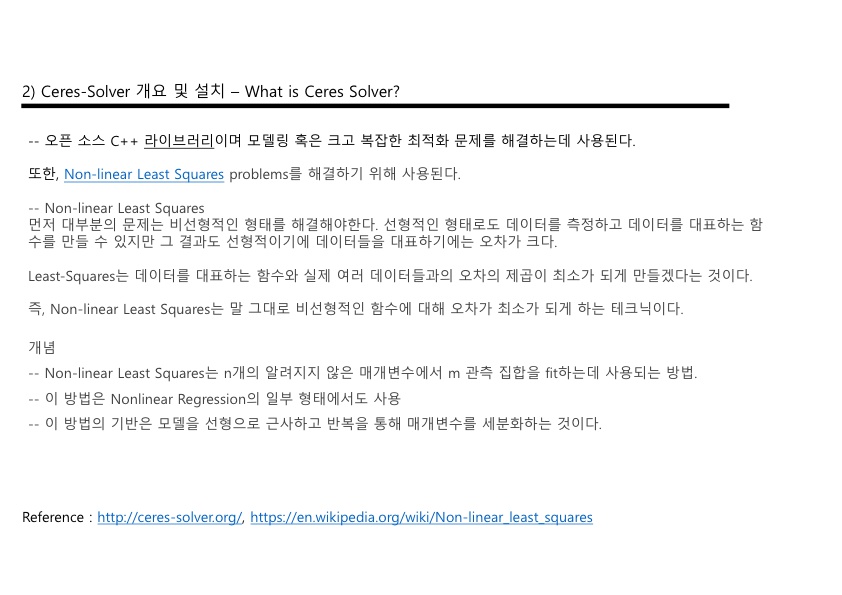 2) Ceres-Solver 개요 및 설치 – What is Ceres Solver?
-- 오픈 소스 C++ 라이브러리이며 모델링 혹은 크고 복잡한 최적화 문제를 해결하는데 사용된다.
또한, Non-linear Least Squares problems를 해결하기 위해 사용된다.
-- Non-linear Least Squares
먼저 대부분의 문제는 비선형적인 형태를 해결해야한다. 선형적인 형태로도 데이터를 측정하고 데이터를 대표하는 함
수를 만들 수 있지만 그 결과도 선형적이기에 데이터들을 대표하기에는 오차가 크다.
Least-Squares는 데이터를 대표하는 함수와 실제 여러 데이터들과의 오차의 제곱이 최소가 되게 만들겠다는 것이다.
즉, Non-linear Least Squares는 말 그대로 비선형적인 함수에 대해 오차가 최소가 되게 하는 테크닉이다.
개념
-- Non-linear Least Squares는 n개의 알려지지 않은 매개변수에서 m 관측 집합을 fit하는데 사용되는 방법.
-- 이 방법은 Nonlinear Regression의 일부 형태에서도 사용
-- 이 방법의 기반은 모델을 선형으로 근사하고 반복을 통해 매개변수를 세분화하는 것이다.
Reference : http://ceres-solver.org/, https://en.wikipedia.org/wiki/Non-linear_least_squares